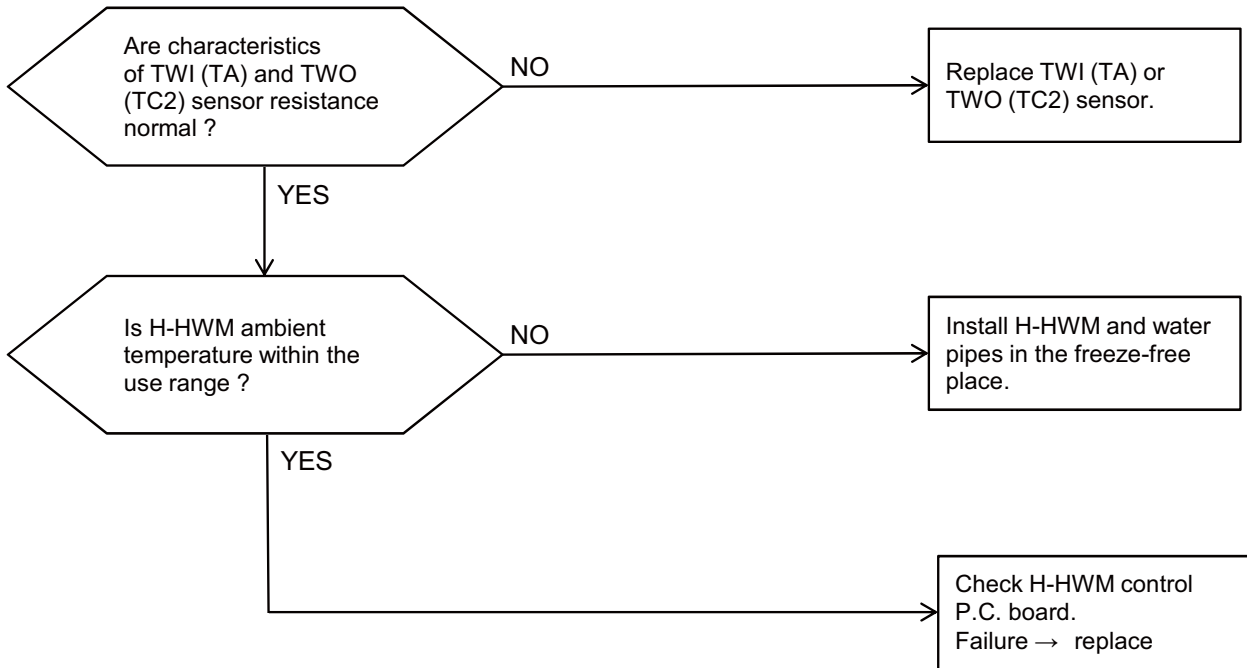 Are characteristics
of TWI (TA) and TWO
(TC2) sensor resistance
normal ?
NO
Replace TWI (TA) or
TWO (TC2) sensor.
YES
Is H-HWM ambient
temperature within the
use range ?
NO
Install H-HWM and water
pipes in the freeze-free
place.
YES
Check H-HWM control
P.C. board.
Failure → replace